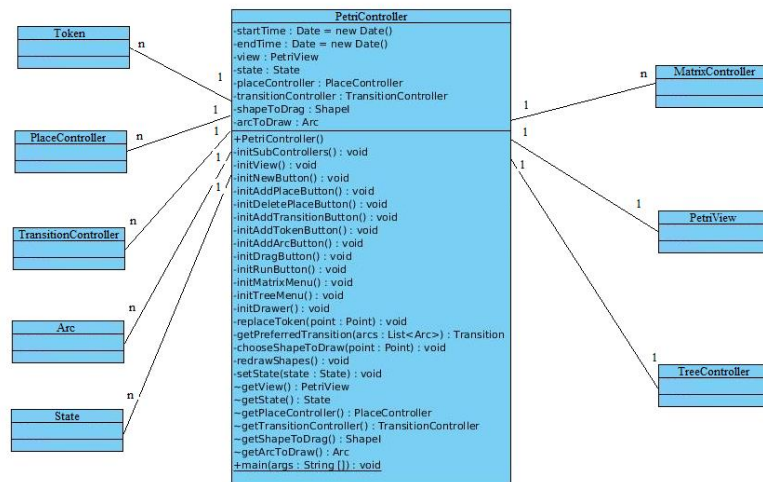 PetriController
-startTime : Date = new Date()
-endTime : Date = new Date()
-view : PetriView
-state : State
-placeController : PlaceController
-transitionController : TransitionController
-shapeToDrag : ShapeI
-arcToDraw : Arc
+PetriController()
-initSubControllers() : void
-initView() : void
-initNewButton() : void
-initAddPlaceButton() : void
-initDeletePlaceButton() : void
-initAddTransitionButton() : void
-initAddTokenButton() : void
-initAddArcButton() : void
-initDragButton() : void
-initRunButton() : void
-initMatrixMenu() : void
-initTreeMenu() : void
-initDrawer() : void
-replaceToken(point : Point) : void
-getPreferredTransition(arcs : List<Arc>) : Transition
-chooseShapeToDraw(point : Point) : void
-redrawShapes() : void
-setState(state : State) : void
~getView() : PetriView
~getState() : State
~getPlaceController() : PlaceController
~getTransitionController() : TransitionController
~getShapeToDrag() : ShapeI
~getArcToDraw() : Arc
+main(args : String []) : void
Token
n
1
PlaceController
n
1
TransitionController
n
1
Arc
n
1
State
n
1
MatrixController
n
1
PetriView
1
1
TreeController
1
1